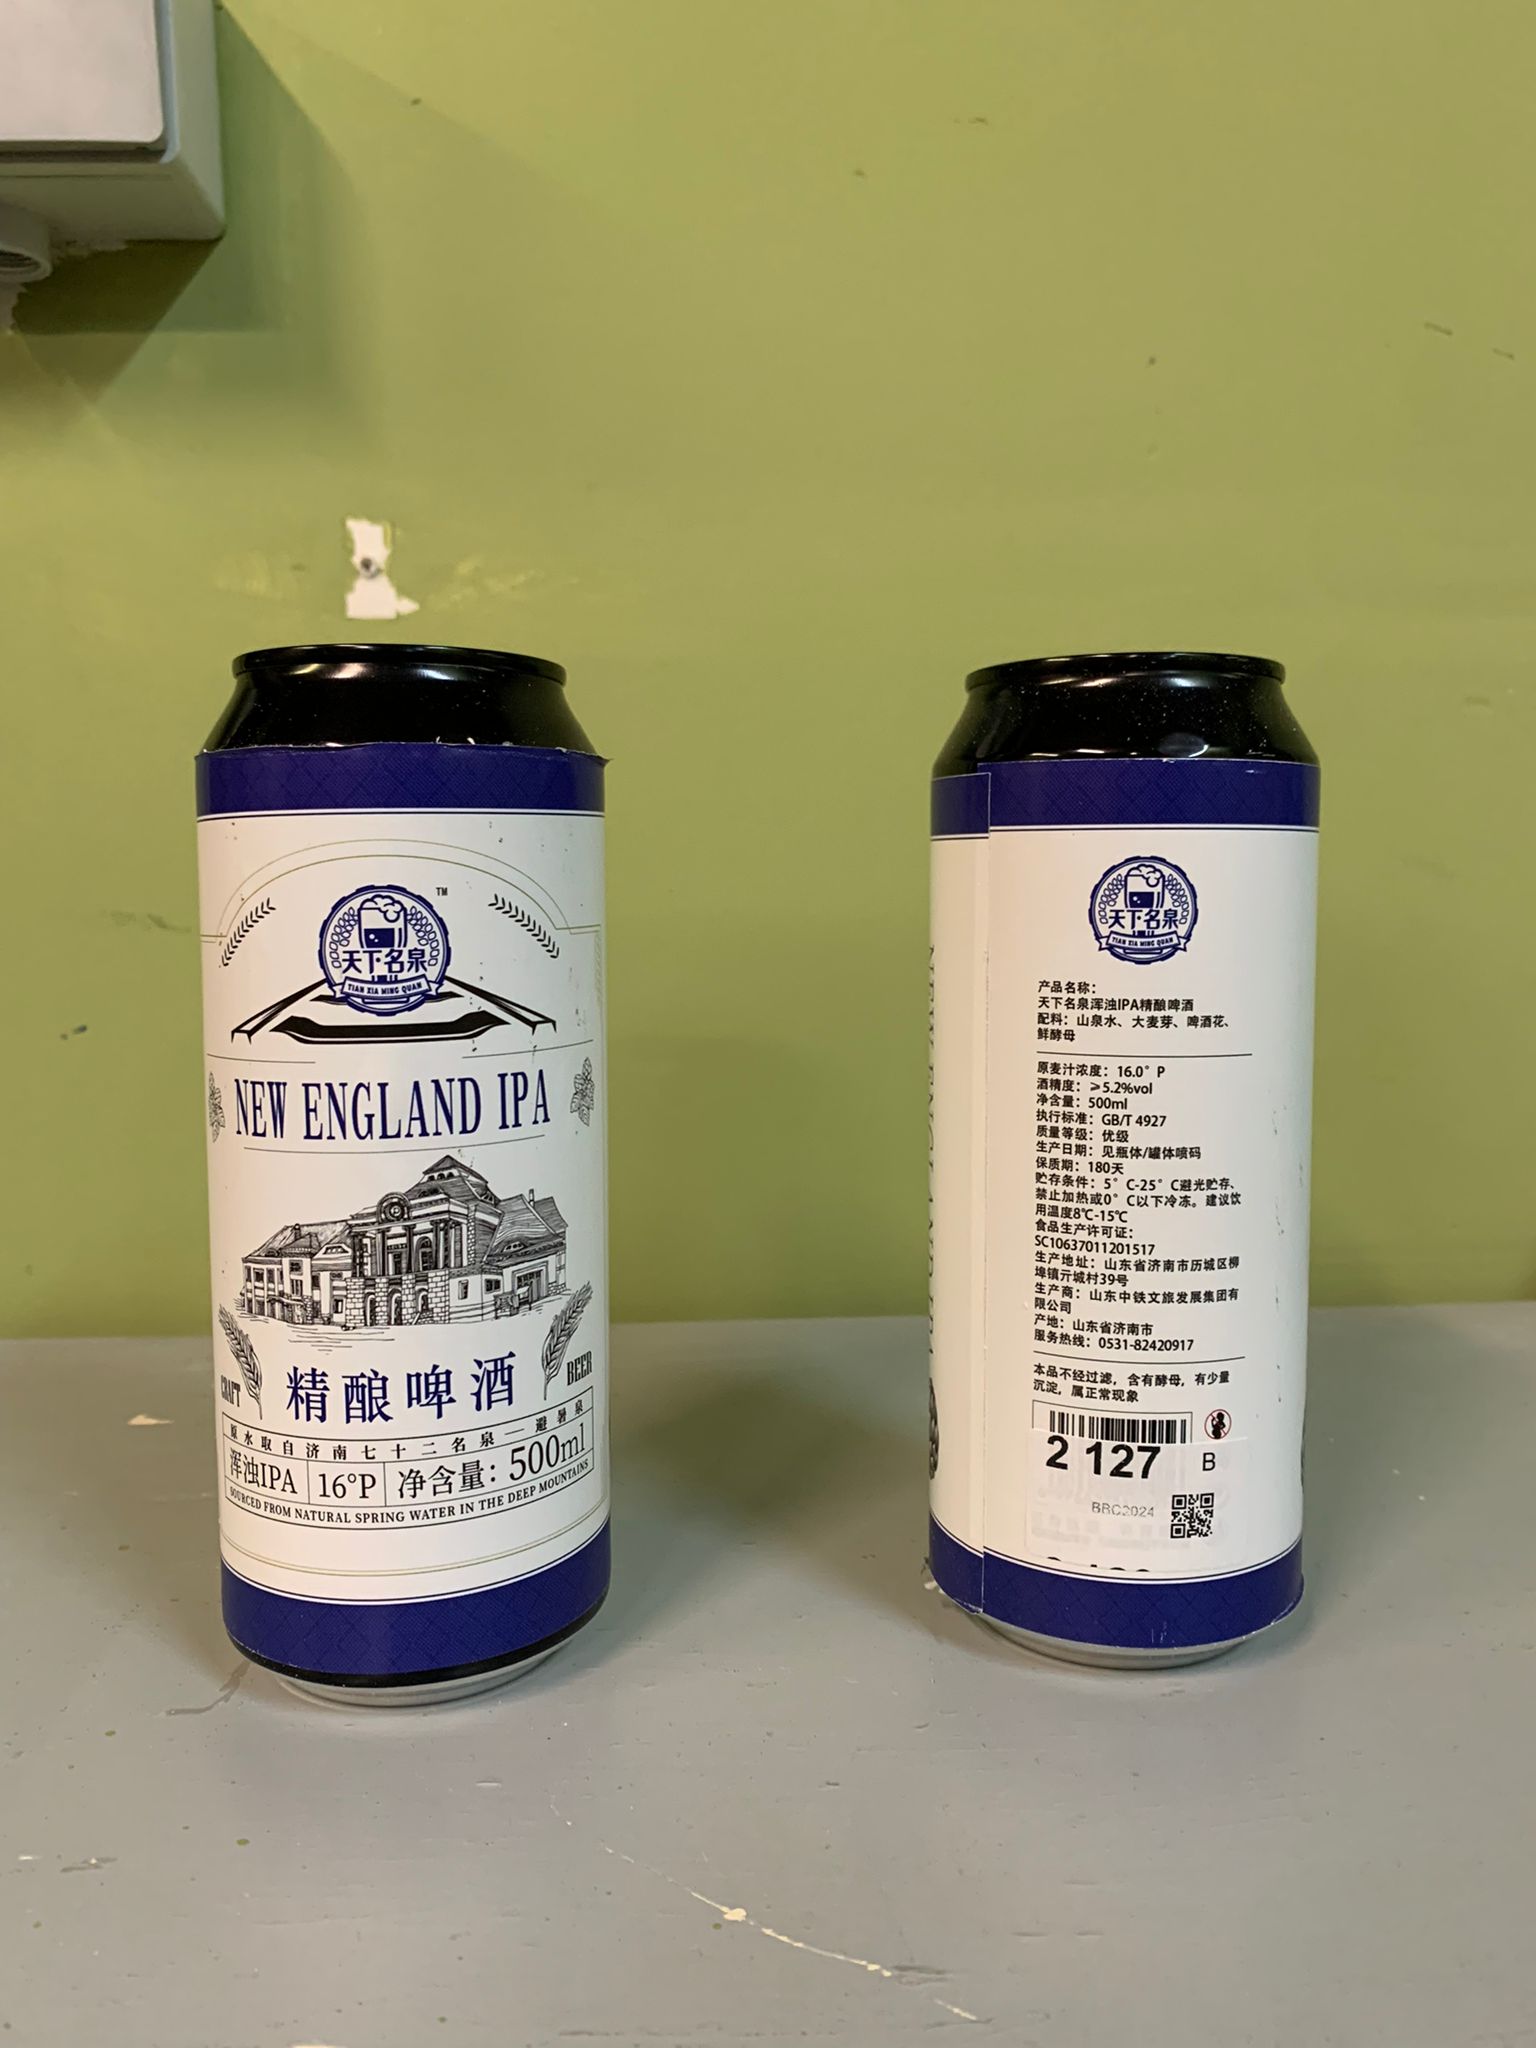 天下名泉
TIAN XIA MING QUAN
TM
NEW ENGLAND IPA
CRAFT
BEER
精酿啤酒
原水取自济南七十二名泉—避暑泉
浑浊IPA
16°P
净含量：500ml
SOURCED FROM NATURAL SPRING WATER IN THE DEEP MOUNTAINS
天下名泉
TIAN XIA MING QUAN
产品名称：
天下名泉浑浊IPA精酿啤酒
配料：山泉水、大麦芽、啤酒花、
鲜酵母
原麦汁浓度：16.0°P
酒精度：≥5.2%vol
净含量：500ml
执行标准：GB/T 4927
质量等级：优级
生产日期：见瓶体/罐体喷码
保质期：180天
贮存条件：5°C-25°C避光贮存、
禁止加热或0°C以下冷冻。建议饮
用温度8℃-15℃
食品生产许可证：
SC10637011201517
生产地址：山东省济南市历城区柳
埠镇亓城村39号
生产商：山东中铁文旅发展集团有
限公司
产地：山东省济南市
服务热线：0531-82420917
本品不经过滤，含有酵母，有少量
沉淀，属正常现象
2 127
B
BBC2024